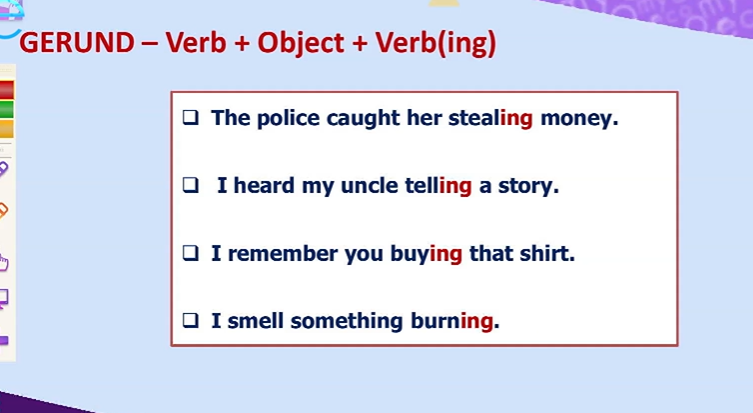 GERUND – Verb + Object + Verb(ing)
❑ The police caught her stealing money.
❑ I heard my uncle telling a story.
❑ I remember you buying that shirt.
❑ I smell something burning.